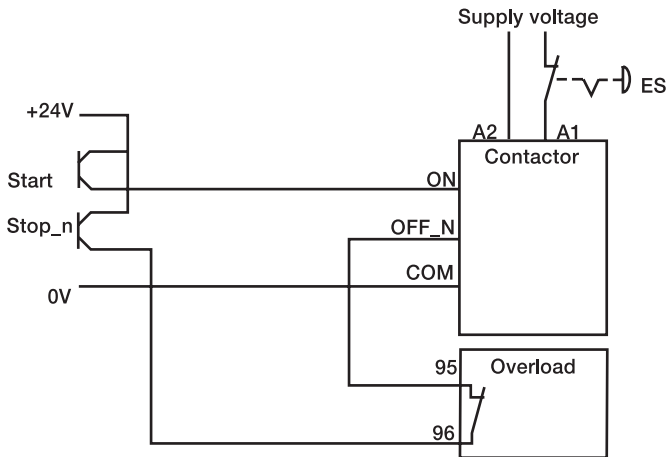 Supply voltage
ES
+24V
A2
A1
Contactor
Start
ON
Stop_n
OFF_N
COM
0V
95
Overload
96